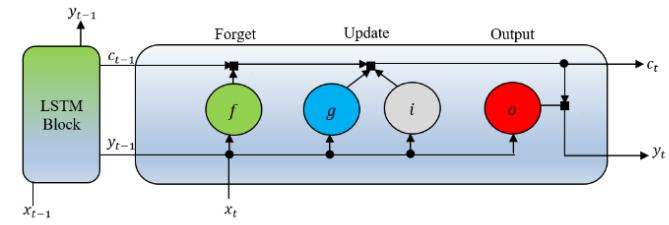 y_{t-1}
Forget Update Output
c_{t-1}
c_t
LSTM
Block
f g i o
y_{t-1}
y_t
x_{t-1}
x_t